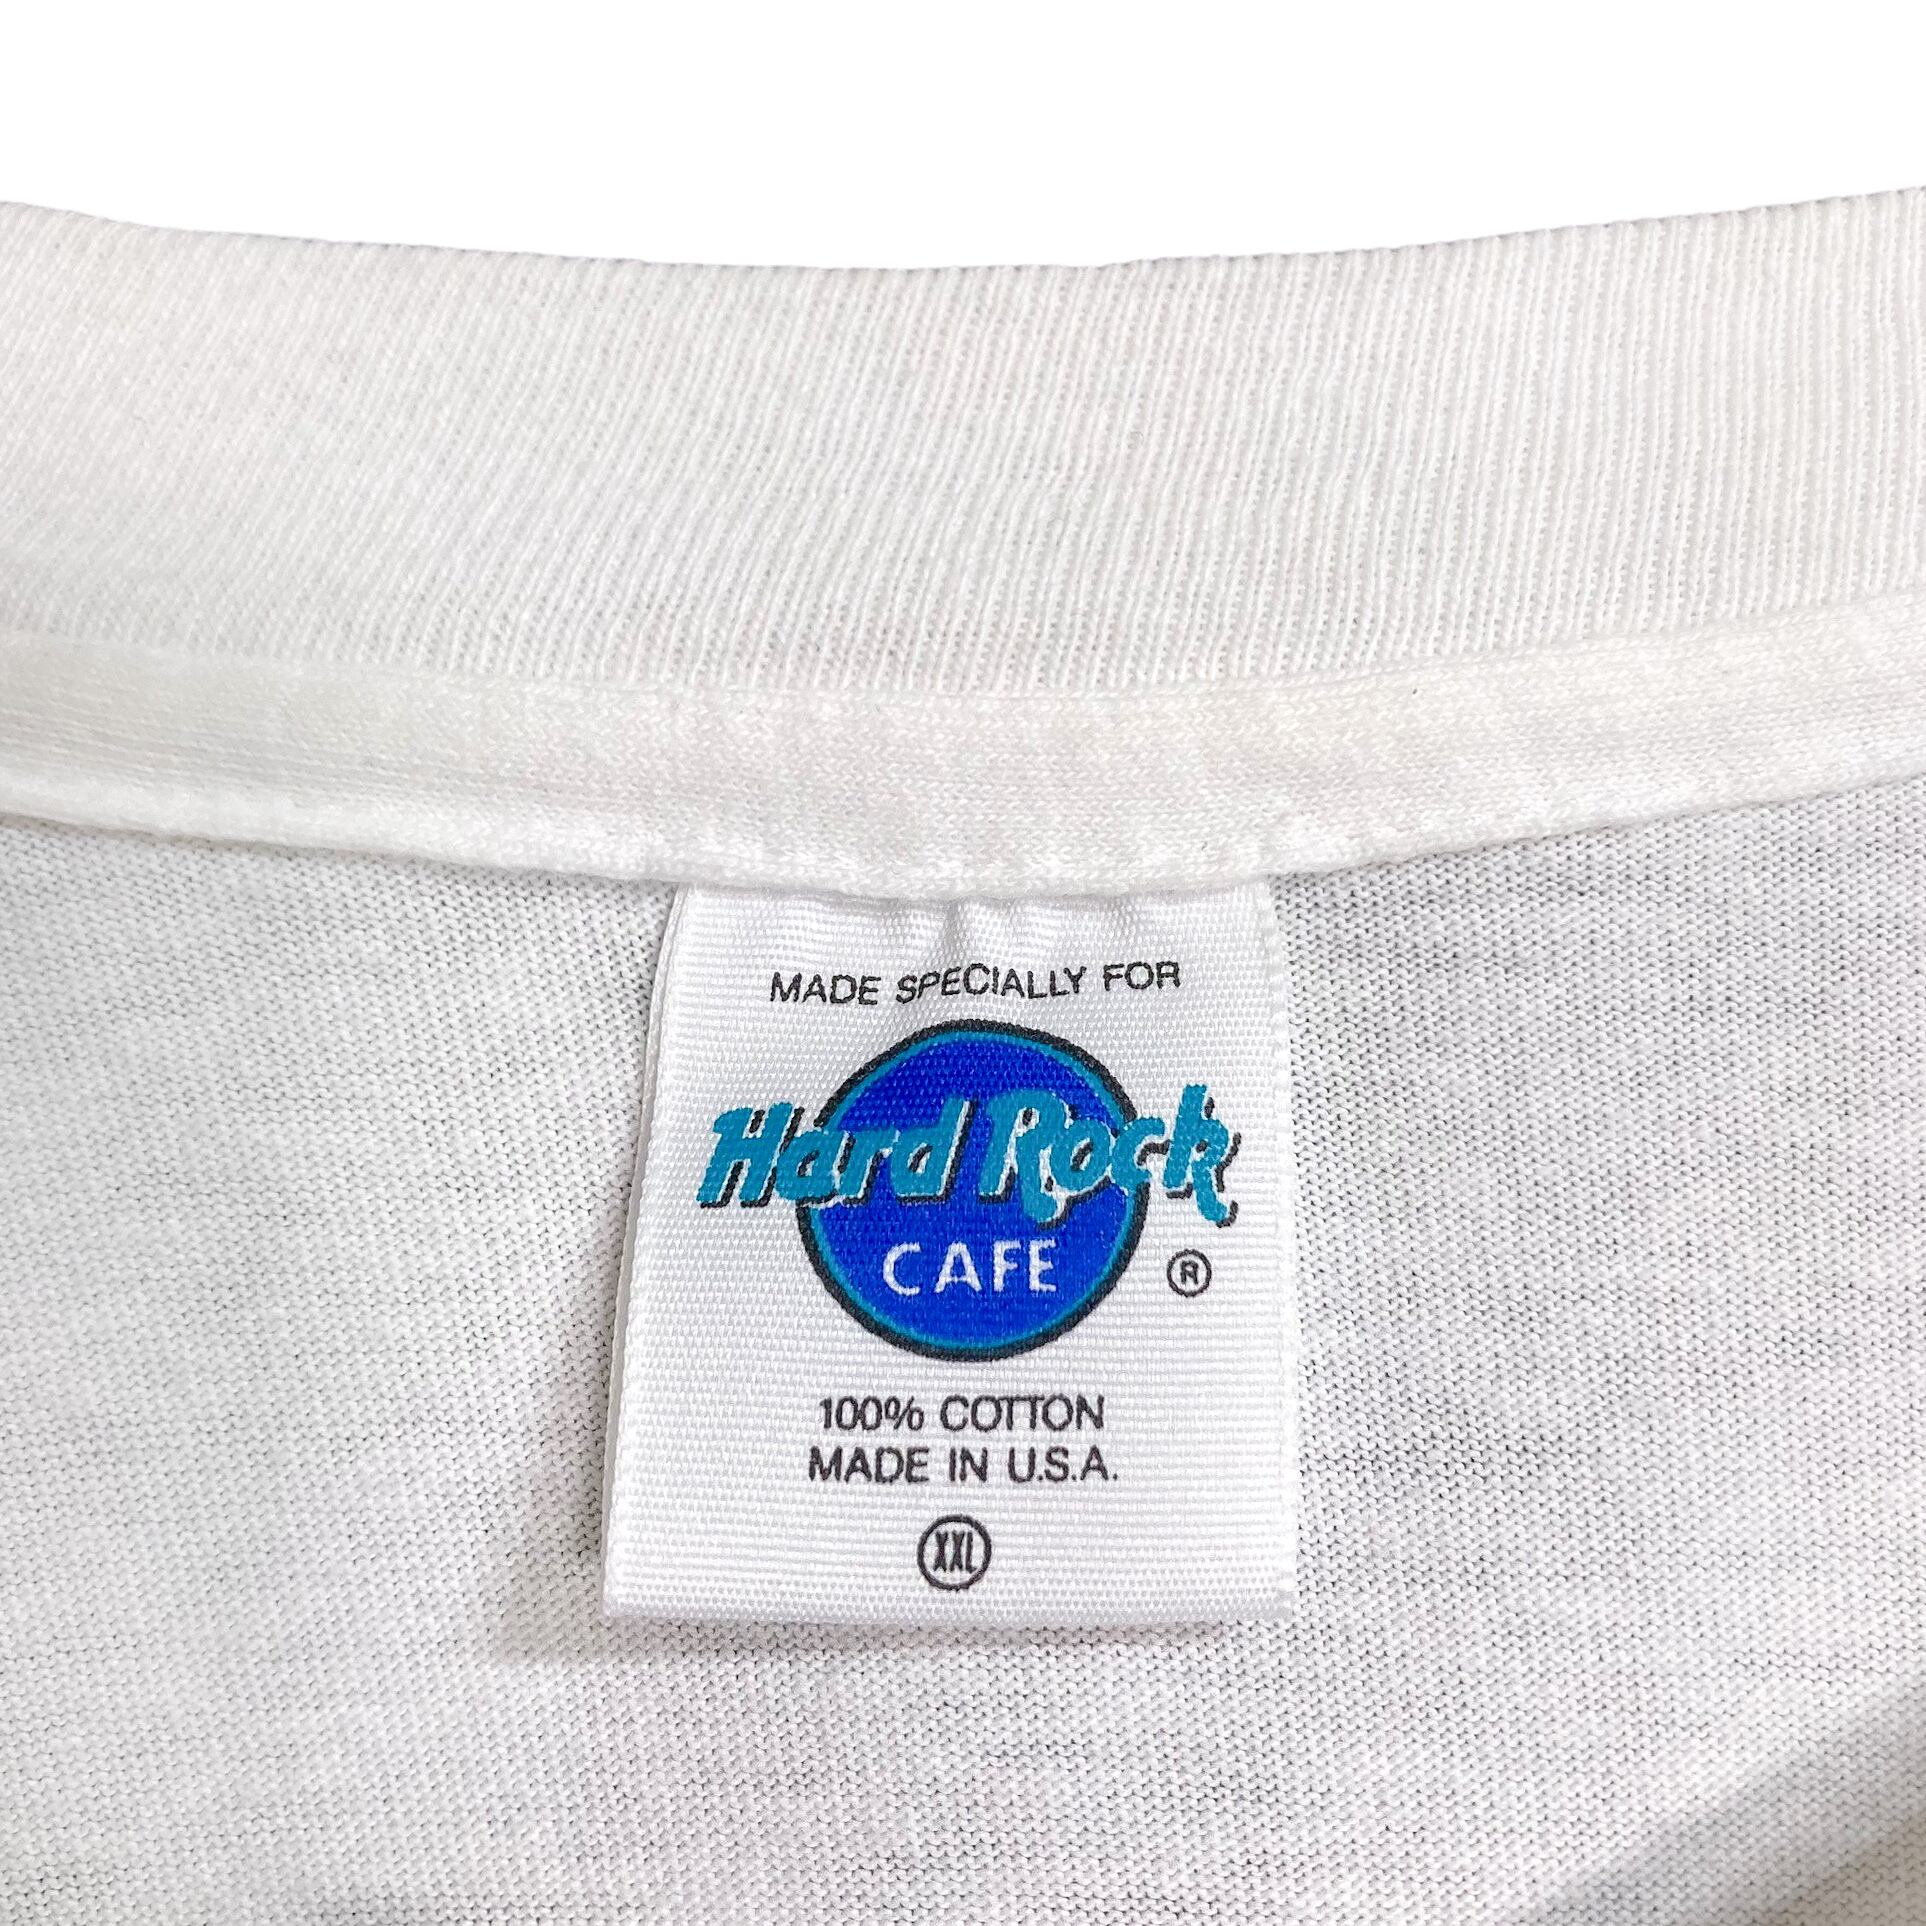 MADE SPECIALLY FOR
Hard Rock
CAFE
®
100% COTTON
MADE IN U.S.A.
XXL